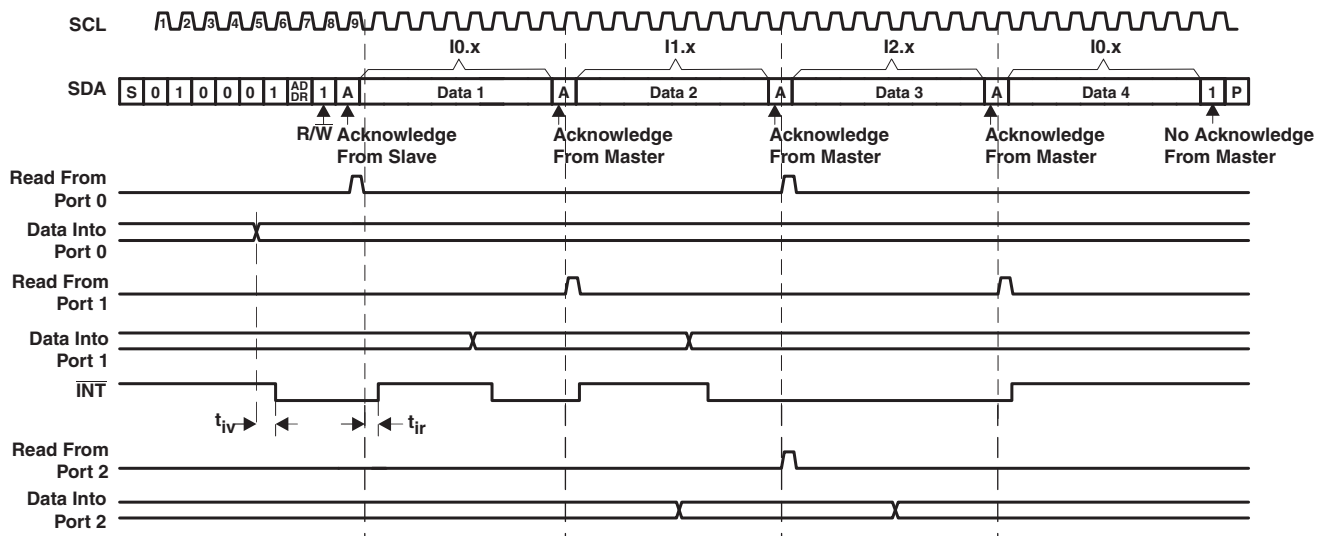 SCL
1 2 3 4 5 6 7 8 9
I0.x I1.x I2.x I0.x
SDA
S 0 1 0 0 0 1 AD DR 1 A Data 1 A Data 2 A Data 3 A Data 4 1 P
R/W
Acknowledge
From Slave
Acknowledge
From Master
Acknowledge
From Master
Acknowledge
From Master
No Acknowledge
From Master
Read From
Port 0
Data Into
Port 0
Read From
Port 1
Data Into
Port 1
INT
tiv
tir
Read From
Port 2
Data Into
Port 2